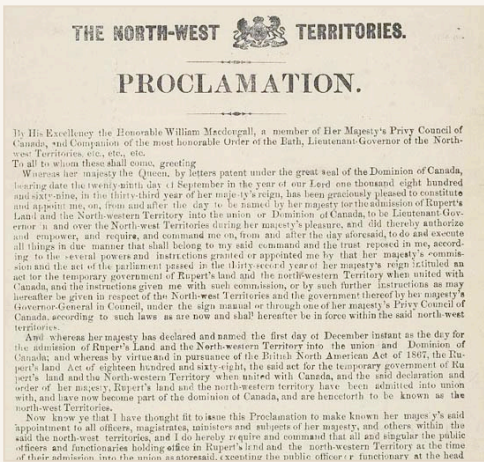 THE NORTH-WEST TERRITORIES.
PROCLAMATION.
By His Excellency the Honorable William Macdougall, a member of Her Majesty's Privy Council of
Canada, and Companion of the most honorable Order of the Bath, Lieutenant-Governor of the North-
west Territories, etc., etc., etc.
To all to whom these shall come, greeting
Whereas her majesty the Queen, by letters patent under the great seal of the Dominion of Canada,
bearing date the twenty-ninth day of September in the year of our Lord one thousand eight hundred
and sixty-nine, in the thirty-third year of her majesty's reign, has been graciously pleased to constitute
and appoint me, on, from and after the day to be named by her majesty for the admission of Rupert's
Land and the North-western Territory into the union or Dominion of Canada, to be Lieutenant-Gov-
ernor in and over the North-west Territories during her majesty's pleasure, and did thereby authorize
and empower, and require, and command me on, from and after the day aforesaid, to do and execute
all things in due manner that shall belong to my said command and the trust reposed in me, accord-
ing to the several powers and instructions granted or appointed me by that her majesty's commis-
sion and the act of the parliament passed in the thirty-second year of her majesty's reign instituted an
act for the temporary government of Rupert's Land and the north-western Territory when united with
Canada, and the instructions given me with such commission, or by such further instructions as may
hereafter be given in respect of the North-west Territories and the government thereof by her majesty's
Governor-General in Council, under the sign manual or through one of her majesty's Privy Council of
Canada, according to such laws as are now and shall hereafter be in force within the said north-west
territories.
And whereas her majesty has declared and named the first day of December instant as the day for
the admission of Rupert's Land and the North-western Territory into the union and Dominion of
Canada; and whereas by virtue and in pursuance of the British North American Act of 1867, the Ru-
pert's land Act of eighteen hundred and sixty-eight, the said act for the temporary government of Ru
pert's land and the North-western Territory when united with Canada, and the said declaration and
order of her majesty, Rupert's land and the north-western territory have been admitted into union
with, and have now become part of the dominion of Canada, and are henceforth to be known as the
north-west Territories.
Now know ye that I have thought fit to issue this Proclamation to make known her majesty's said
appointment to all officers, magistrates, ministers and subjects of her majesty, and others within the
said the north-west territories, and I do hereby require and command that all and singular the public
officers and functionaries holding office in Rupert's land and the north-western Territory at the time
of their admission into the union as aforesaid, excepting the public officer or functionary at the head